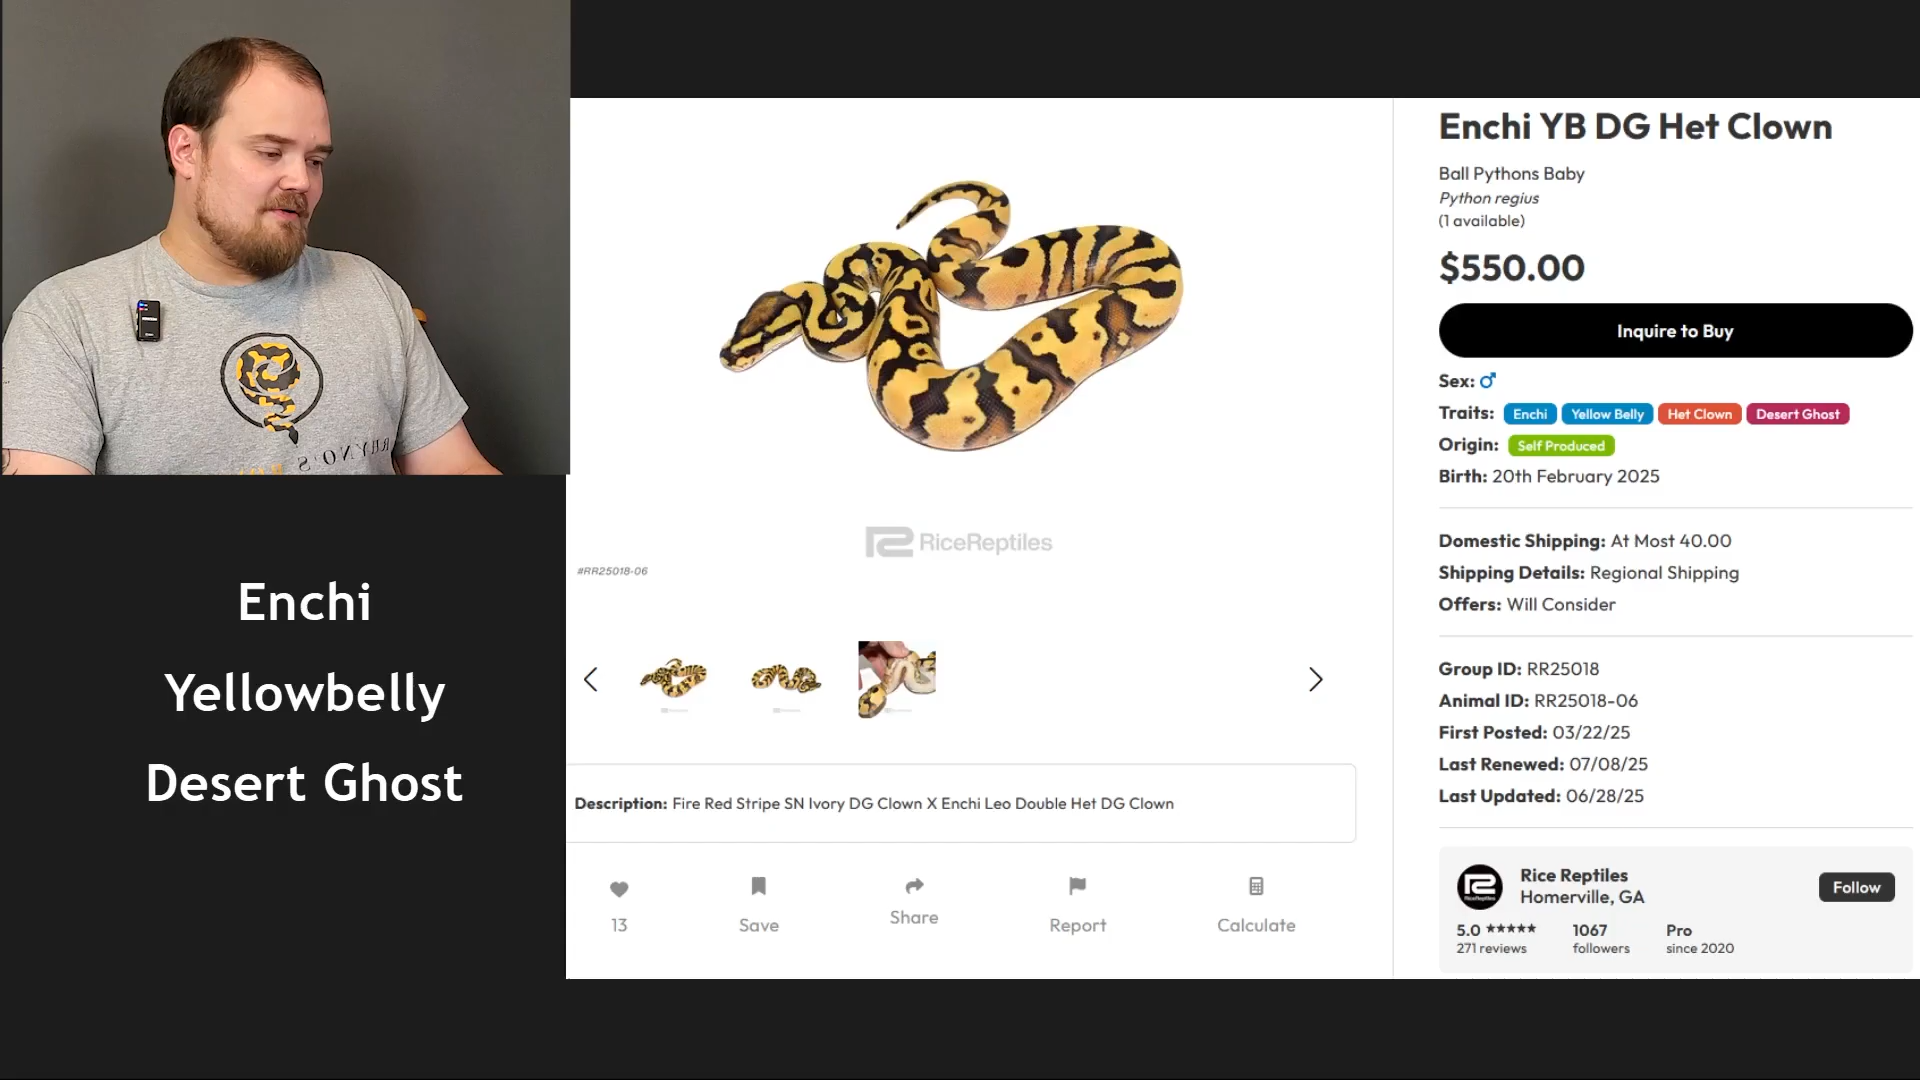 RHYNO'S B
Enchi
Yellowbelly
Desert Ghost
RiceReptiles
#RR25018-06
Description: Fire Red Stripe SN Ivory DG Clown X Enchi Leo Double Het DG Clown
13
Save
Share
Report
Calculate
Enchi YB DG Het Clown
Ball Pythons Baby
Python regius
(1 available)
$550.00
Inquire to Buy
Sex: ♂
Traits: Enchi Yellow Belly Het Clown Desert Ghost
Origin: Self Produced
Birth: 20th February 2025
Domestic Shipping: At Most 40.00
Shipping Details: Regional Shipping
Offers: Will Consider
Group ID: RR25018
Animal ID: RR25018-06
First Posted: 03/22/25
Last Renewed: 07/08/25
Last Updated: 06/28/25
Rice Reptiles
Homerville, GA
Follow
5.0 ★★★★★ 1067 Pro
271 reviews followers since 2020